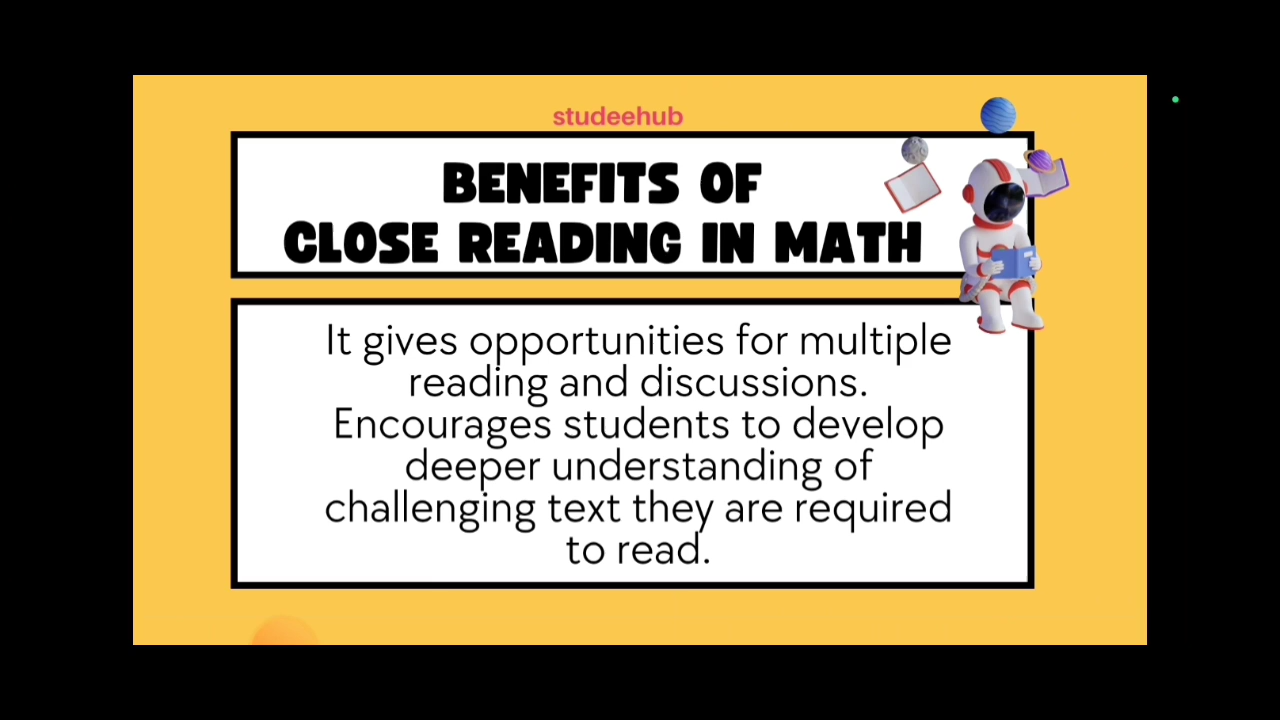 studeehub
BENEFITS OF
CLOSE READING IN MATH
It gives opportunities for multiple
reading and discussions.
Encourages students to develop
deeper understanding of
challenging text they are required
to read.